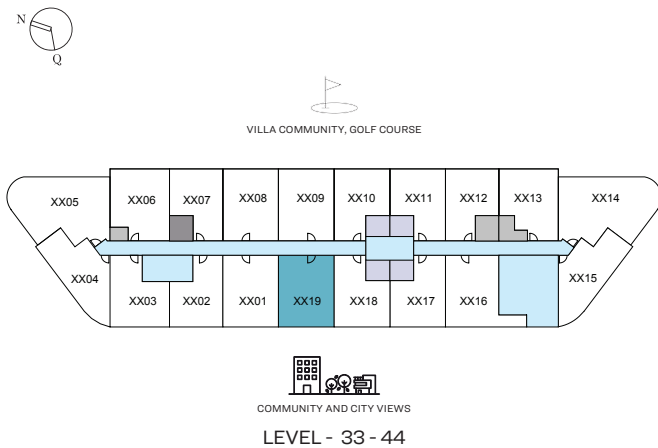 N
Q
VILLA COMMUNITY, GOLF COURSE
XX05 XX06 XX07 XX08 XX09 XX10 XX11 XX12 XX13 XX14
XX04 XX03 XX02 XX01 XX19 XX18 XX17 XX16 XX15
COMMUNITY AND CITY VIEWS
LEVEL - 33 - 44